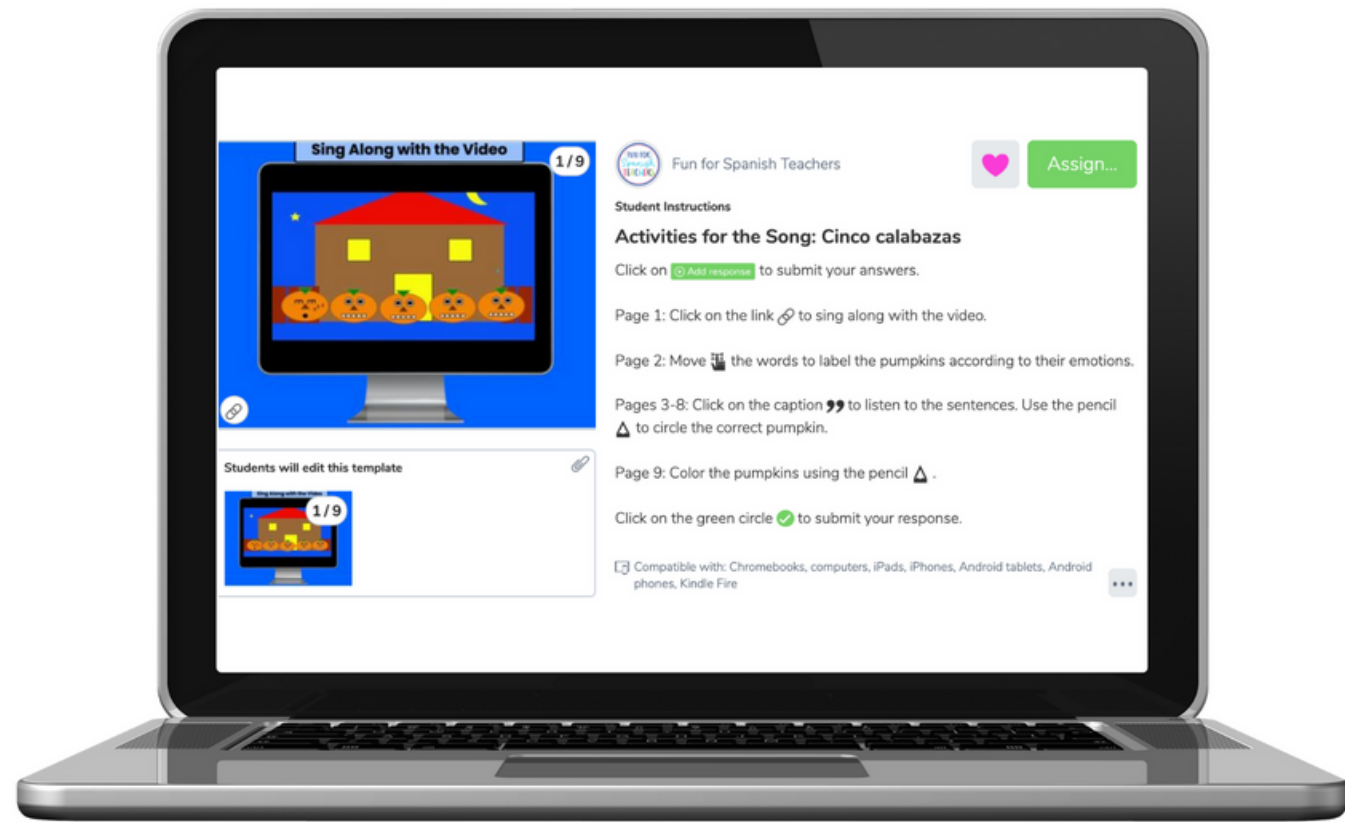 Sing Along with the Video
1/9
Students will edit this template
Sing Along with the Video
1/9
FUN FOR
Spanish
TEACHERS
Fun for Spanish Teachers
Assign...
Student Instructions
Activities for the Song: Cinco calabazas
Click on Add response to submit your answers.
Page 1: Click on the link to sing along with the video.
Page 2: Move the words to label the pumpkins according to their emotions.
Pages 3-8: Click on the caption to listen to the sentences. Use the pencil
to circle the correct pumpkin.
Page 9: Color the pumpkins using the pencil .
Click on the green circle to submit your response.
Compatible with: Chromebooks, computers, iPads, iPhones, Android tablets, Android
phones, Kindle Fire